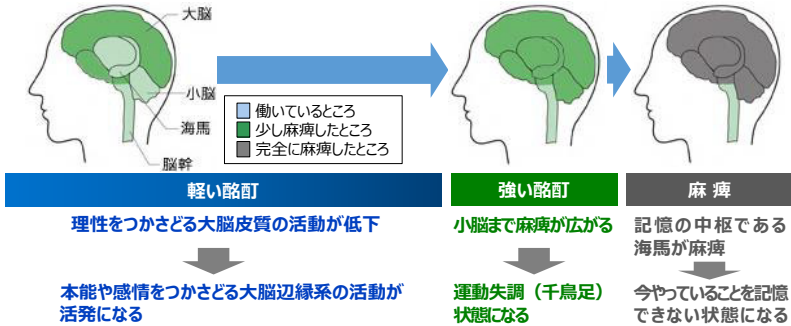 大脳
小脳
海馬
脳幹
働いているところ
少し麻痺したところ
完全に麻痺したところ
軽い酩酊
理性をつかさどる大脳皮質の活動が低下
本能や感情をつかさどる大脳辺縁系の活動が
活発になる
強い酩酊
小脳まで麻痺が広がる
運動失調（千鳥足）
状態になる
麻 痺
記憶の中枢である
海馬が麻痺
今やっていることを記憶
できない状態になる